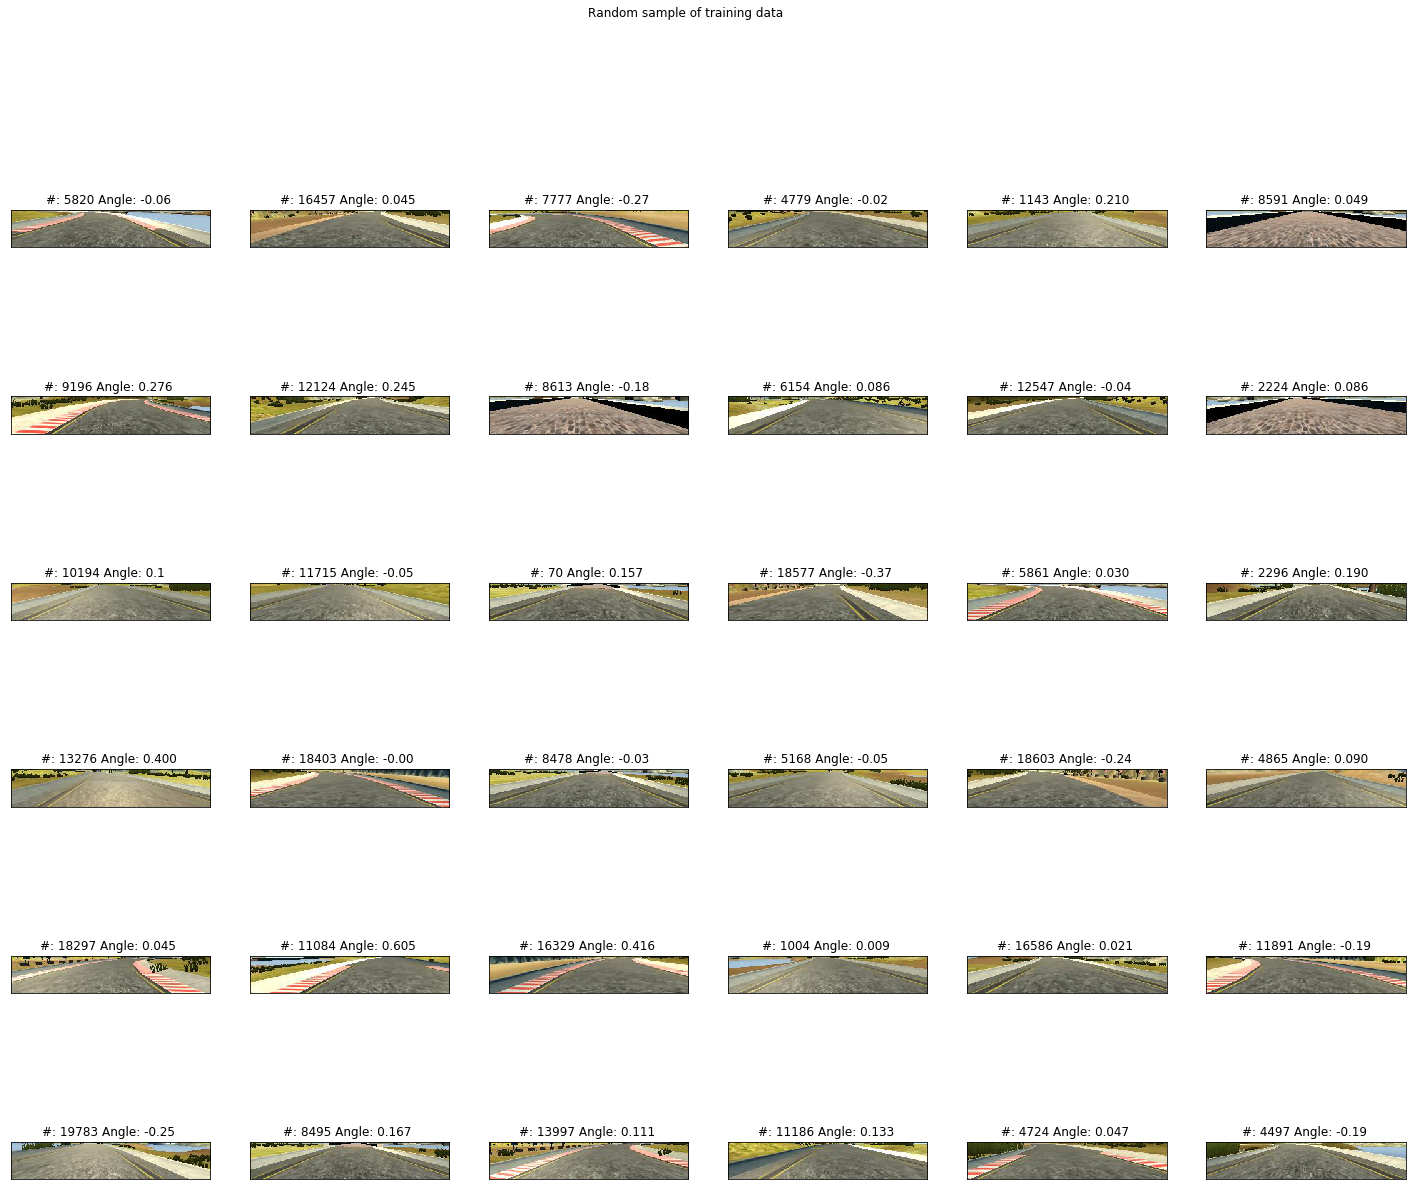 Random sample of training data
#: 5820 Angle: -0.06
#: 16457 Angle: 0.045
#: 7777 Angle: -0.27
#: 4779 Angle: -0.02
#: 1143 Angle: 0.210
#: 8591 Angle: 0.049
#: 9196 Angle: 0.276
#: 12124 Angle: 0.245
#: 8613 Angle: -0.18
#: 6154 Angle: 0.086
#: 12547 Angle: -0.04
#: 2224 Angle: 0.086
#: 10194 Angle: 0.1
#: 11715 Angle: -0.05
#: 70 Angle: 0.157
#: 18577 Angle: -0.37
#: 5861 Angle: 0.030
#: 2296 Angle: 0.190
#: 13276 Angle: 0.400
#: 18403 Angle: -0.00
#: 8478 Angle: -0.03
#: 5168 Angle: -0.05
#: 18603 Angle: -0.24
#: 4865 Angle: 0.090
#: 18297 Angle: 0.045
#: 11084 Angle: 0.605
#: 16329 Angle: 0.416
#: 1004 Angle: 0.009
#: 16586 Angle: 0.021
#: 11891 Angle: -0.19
#: 19783 Angle: -0.25
#: 8495 Angle: 0.167
#: 13997 Angle: 0.111
#: 11186 Angle: 0.133
#: 4724 Angle: 0.047
#: 4497 Angle: -0.19